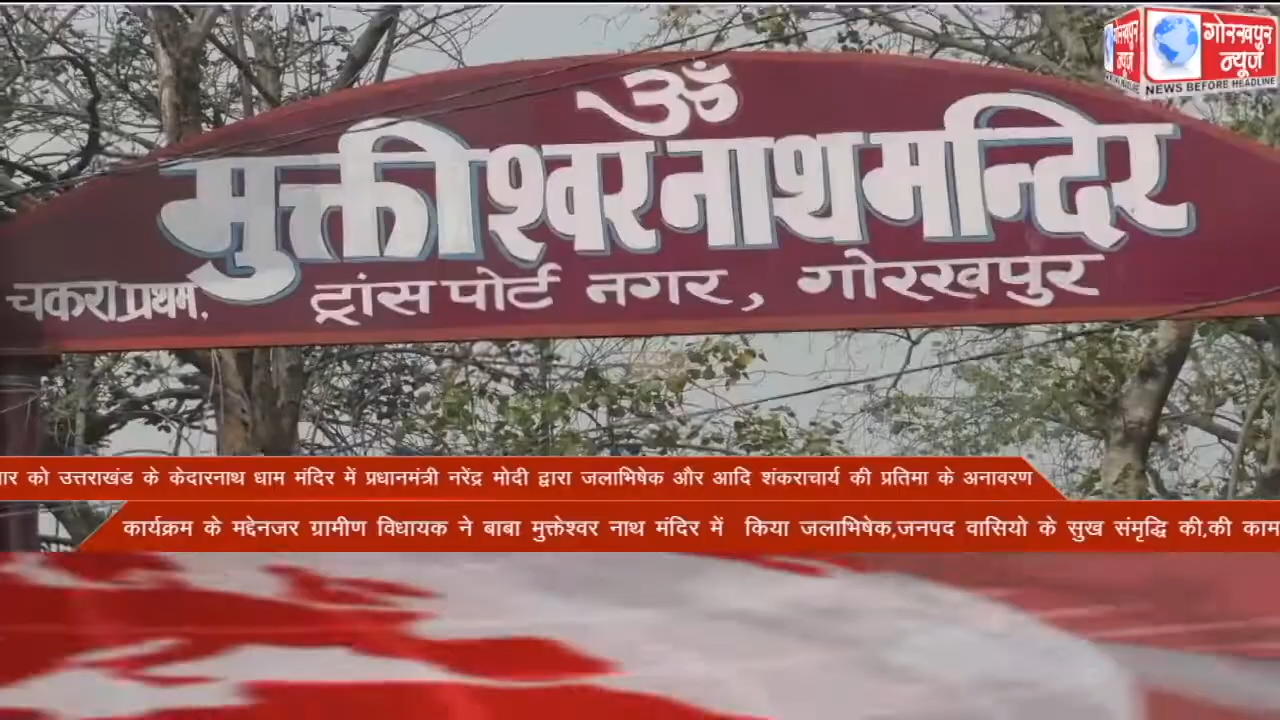 ॐ
मुक्तीश्वरनाथ मन्दिर
चकरा प्रथम, ट्रांसपोर्ट नगर, गोरखपुर
गोरखपुर
न्यूज़
NEWS BEFORE HEADLINE
को उत्तराखंड के केदारनाथ धाम मंदिर में प्रधानमंत्री नरेंद्र मोदी द्वारा जलाभिषेक और आदि शंकराचार्य की प्रतिमा के अनावरण
कार्यक्रम के मद्देनजर ग्रामीण विधायक ने बाबा मुक्तेश्वर नाथ मंदिर में किया जलाभिषेक,जनपद वासियो के सुख संमृद्धि की,की